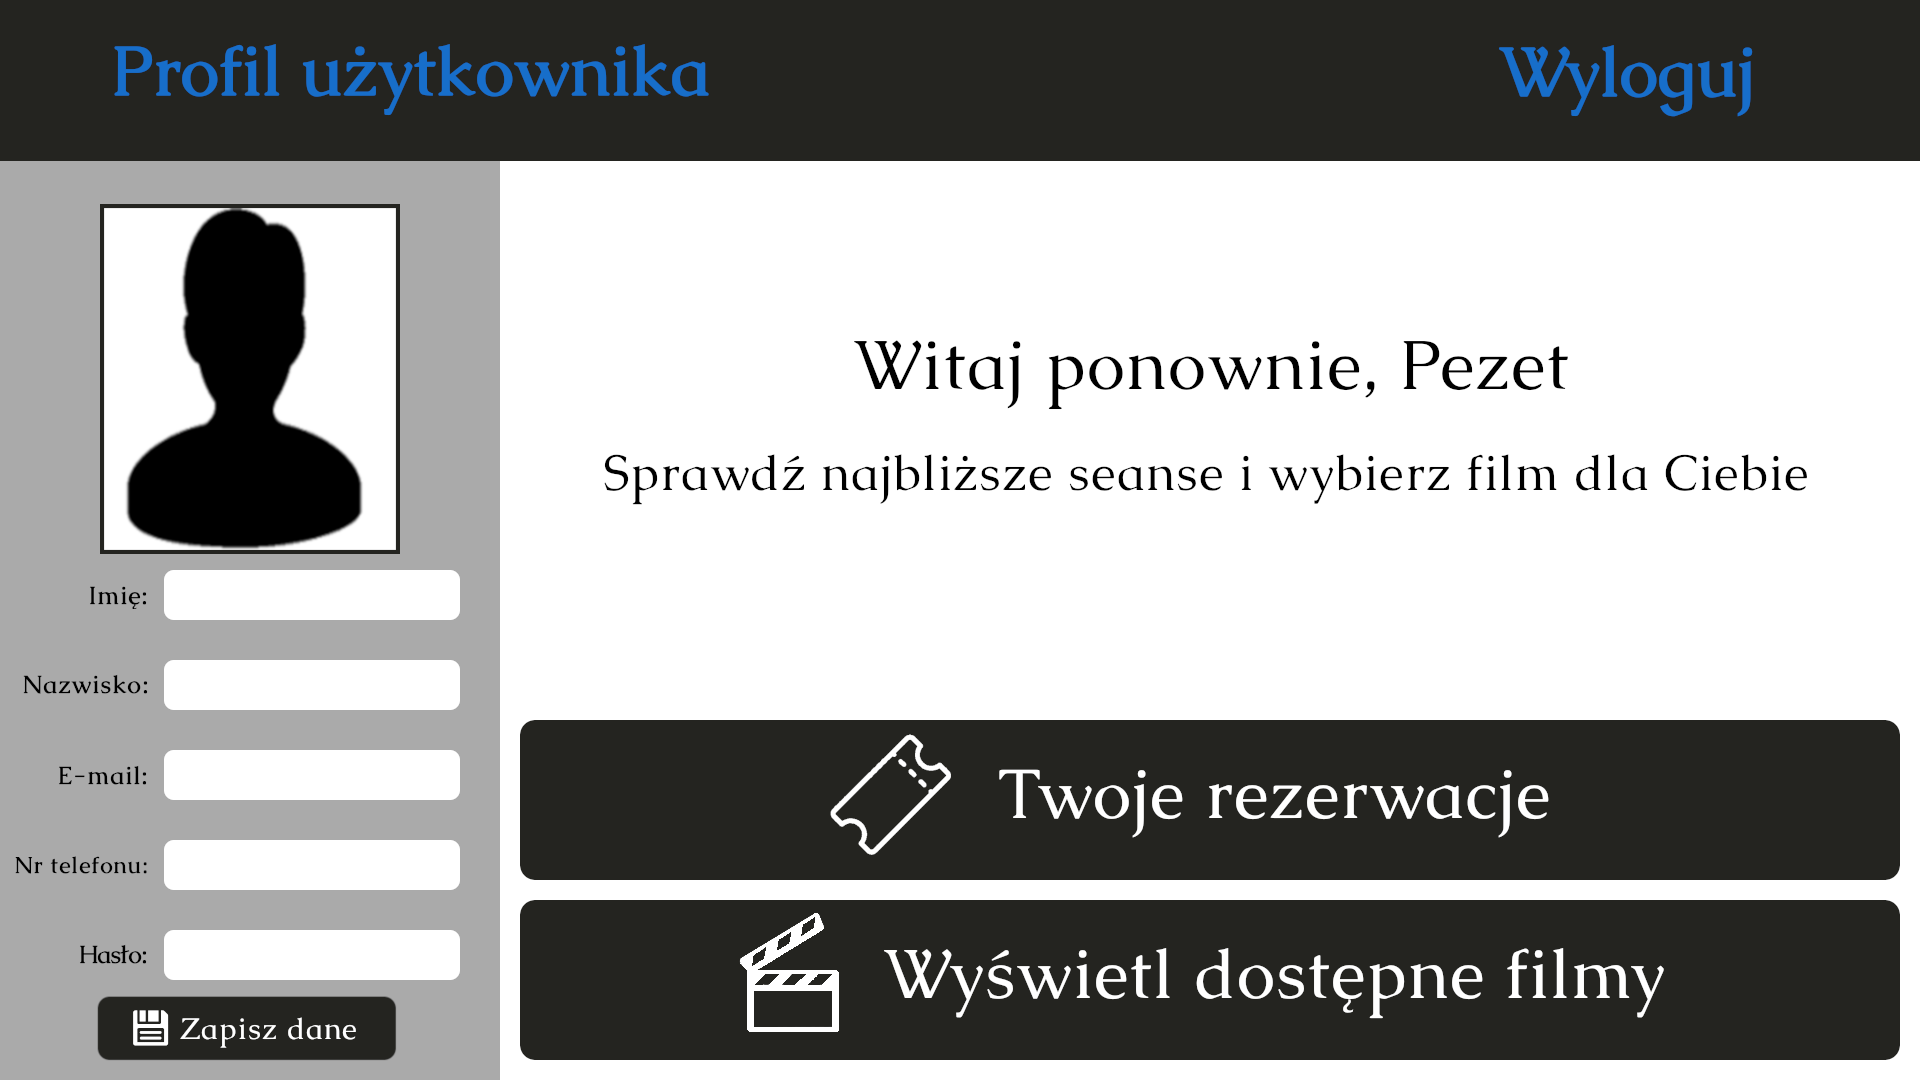 Profil użytkownika
Wyloguj
Imię:
Nazwisko:
E-mail:
Nr telefonu:
Hasło:
Zapisz dane
Witaj ponownie, Pezet
Sprawdź najbliższe seanse i wybierz film dla Ciebie
Twoje rezerwacje
Wyświetl dostępne filmy